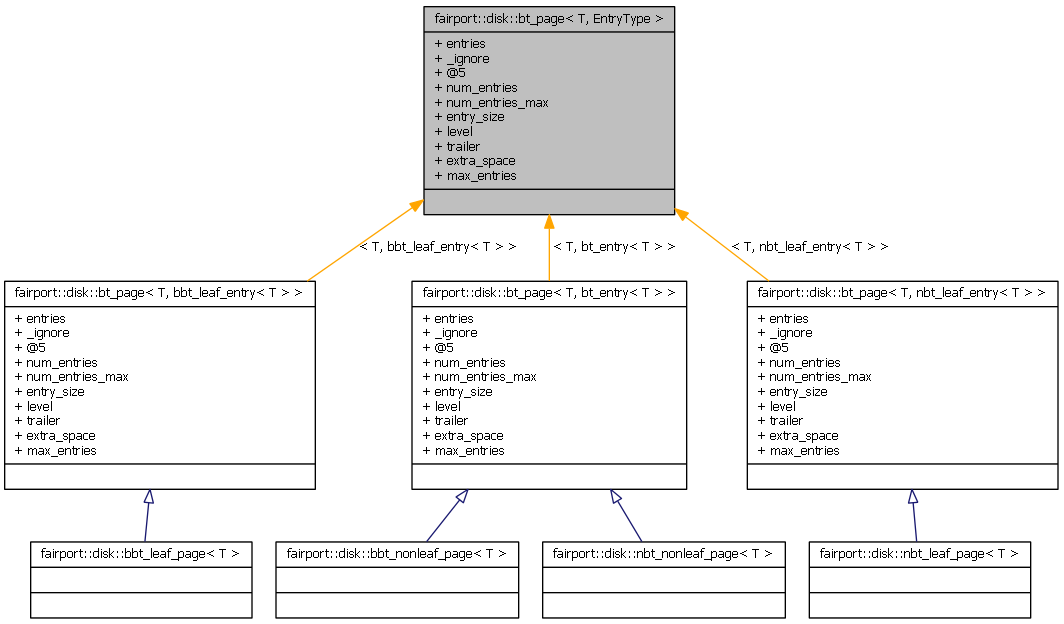 fairport::disk::bt_page< T, EntryType >
+ entries
+ _ignore
+ @5
+ num_entries
+ num_entries_max
+ entry_size
+ level
+ trailer
+ extra_space
+ max_entries
< T, bbt_leaf_entry< T > >
< T, bt_entry< T > >
< T, nbt_leaf_entry< T > >
fairport::disk::bt_page< T, bbt_leaf_entry< T > >
+ entries
+ _ignore
+ @5
+ num_entries
+ num_entries_max
+ entry_size
+ level
+ trailer
+ extra_space
+ max_entries
fairport::disk::bt_page< T, bt_entry< T > >
+ entries
+ _ignore
+ @5
+ num_entries
+ num_entries_max
+ entry_size
+ level
+ trailer
+ extra_space
+ max_entries
fairport::disk::bt_page< T, nbt_leaf_entry< T > >
+ entries
+ _ignore
+ @5
+ num_entries
+ num_entries_max
+ entry_size
+ level
+ trailer
+ extra_space
+ max_entries
fairport::disk::bbt_leaf_page< T >
fairport::disk::bbt_nonleaf_page< T >
fairport::disk::nbt_nonleaf_page< T >
fairport::disk::nbt_leaf_page< T >